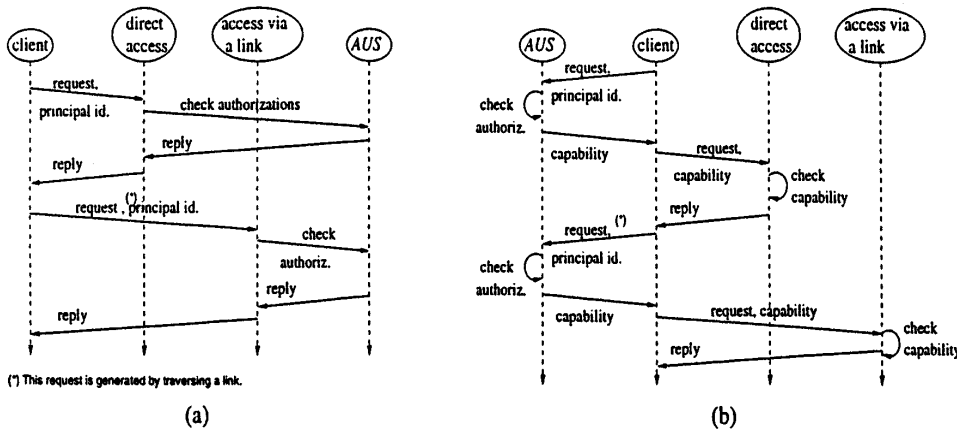 client
direct
access
access via
a link
AUS
request,
principal id.
check authorizations
reply
reply
(*)
request , principal id.
check
authoriz.
reply
reply
(*) This request is generated by traversing a link.
(a)
AUS
client
direct
access
access via
a link
request,
principal id.
check
authoriz.
capability
request,
capability
check
capability
reply
request, (*)
principal id.
check
authoriz.
capability
request, capability
check
capability
reply
(b)